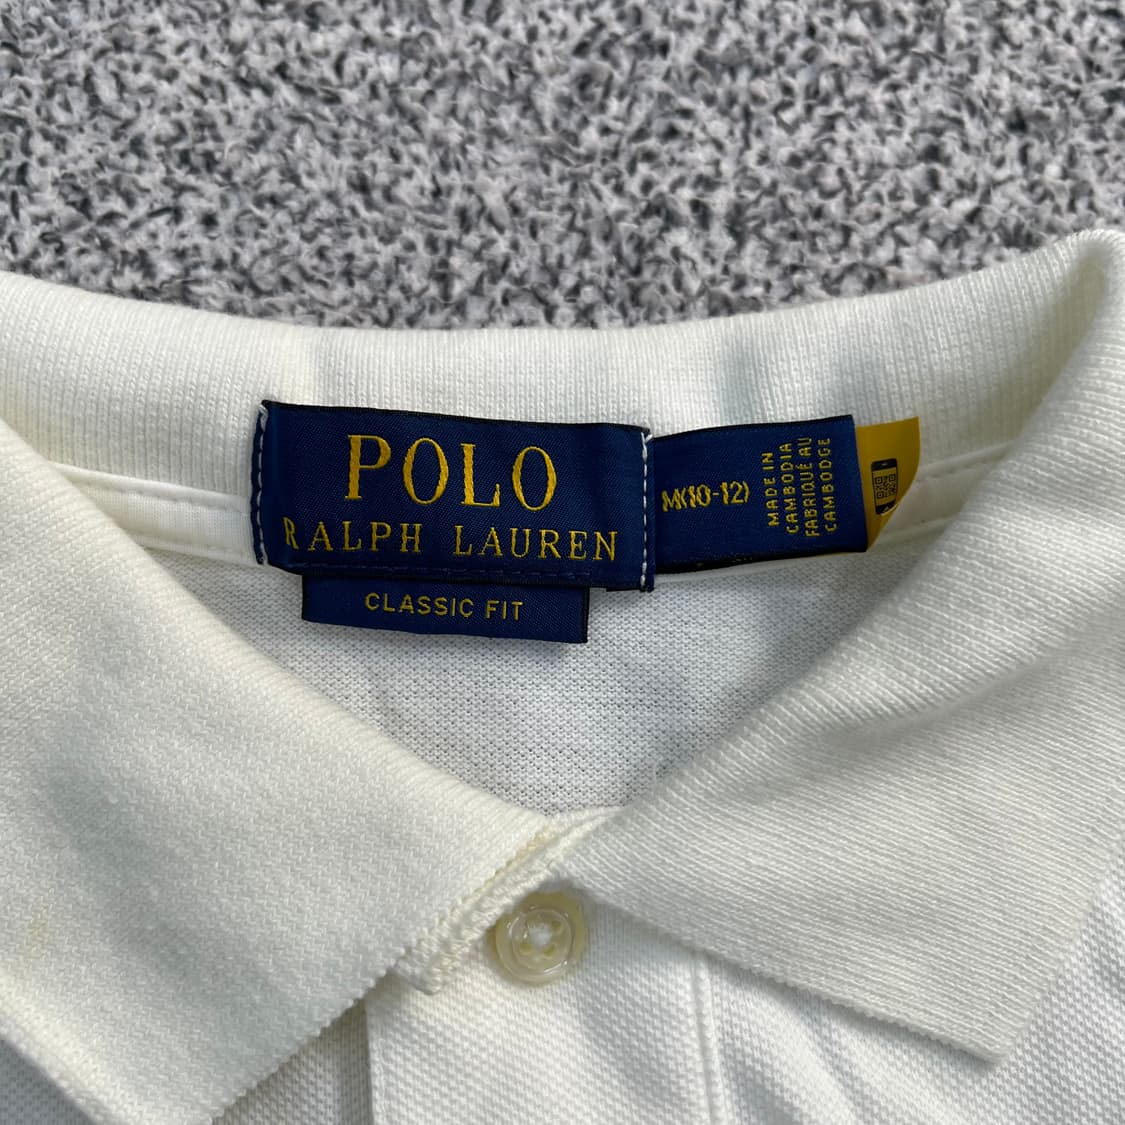 POLO
RALPH LAUREN
CLASSIC FIT
M(10-12)
MADE IN
CAMBODIA
FABRIQUÉ AU
CAMBODGE